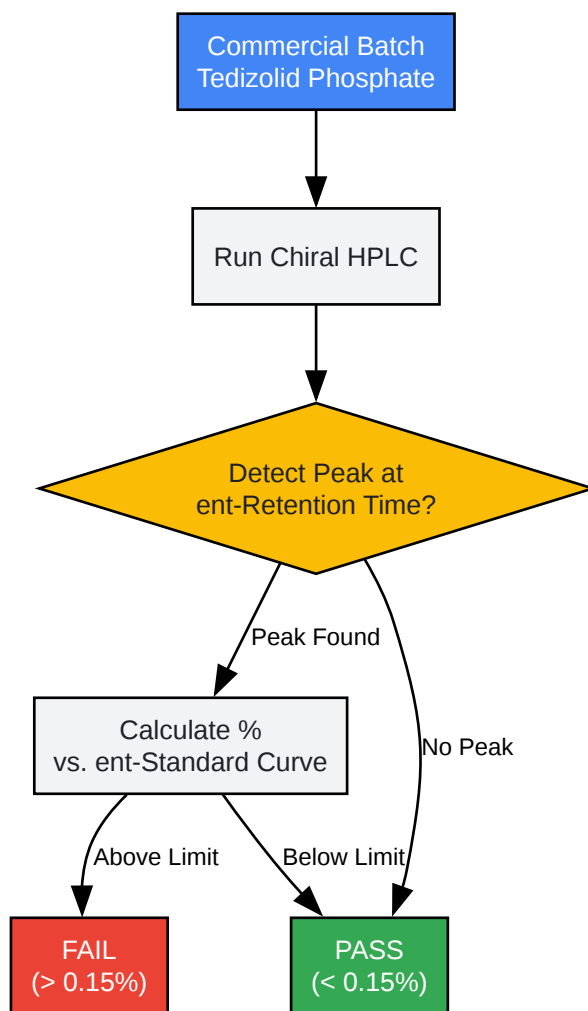 Commercial Batch
Tedizolid Phosphate
Run Chiral HPLC
Detect Peak at
ent-Retention Time?
Peak Found
No Peak
Calculate %
vs. ent-Standard Curve
Above Limit
Below Limit
FAIL
(> 0.15%)
PASS
(< 0.15%)